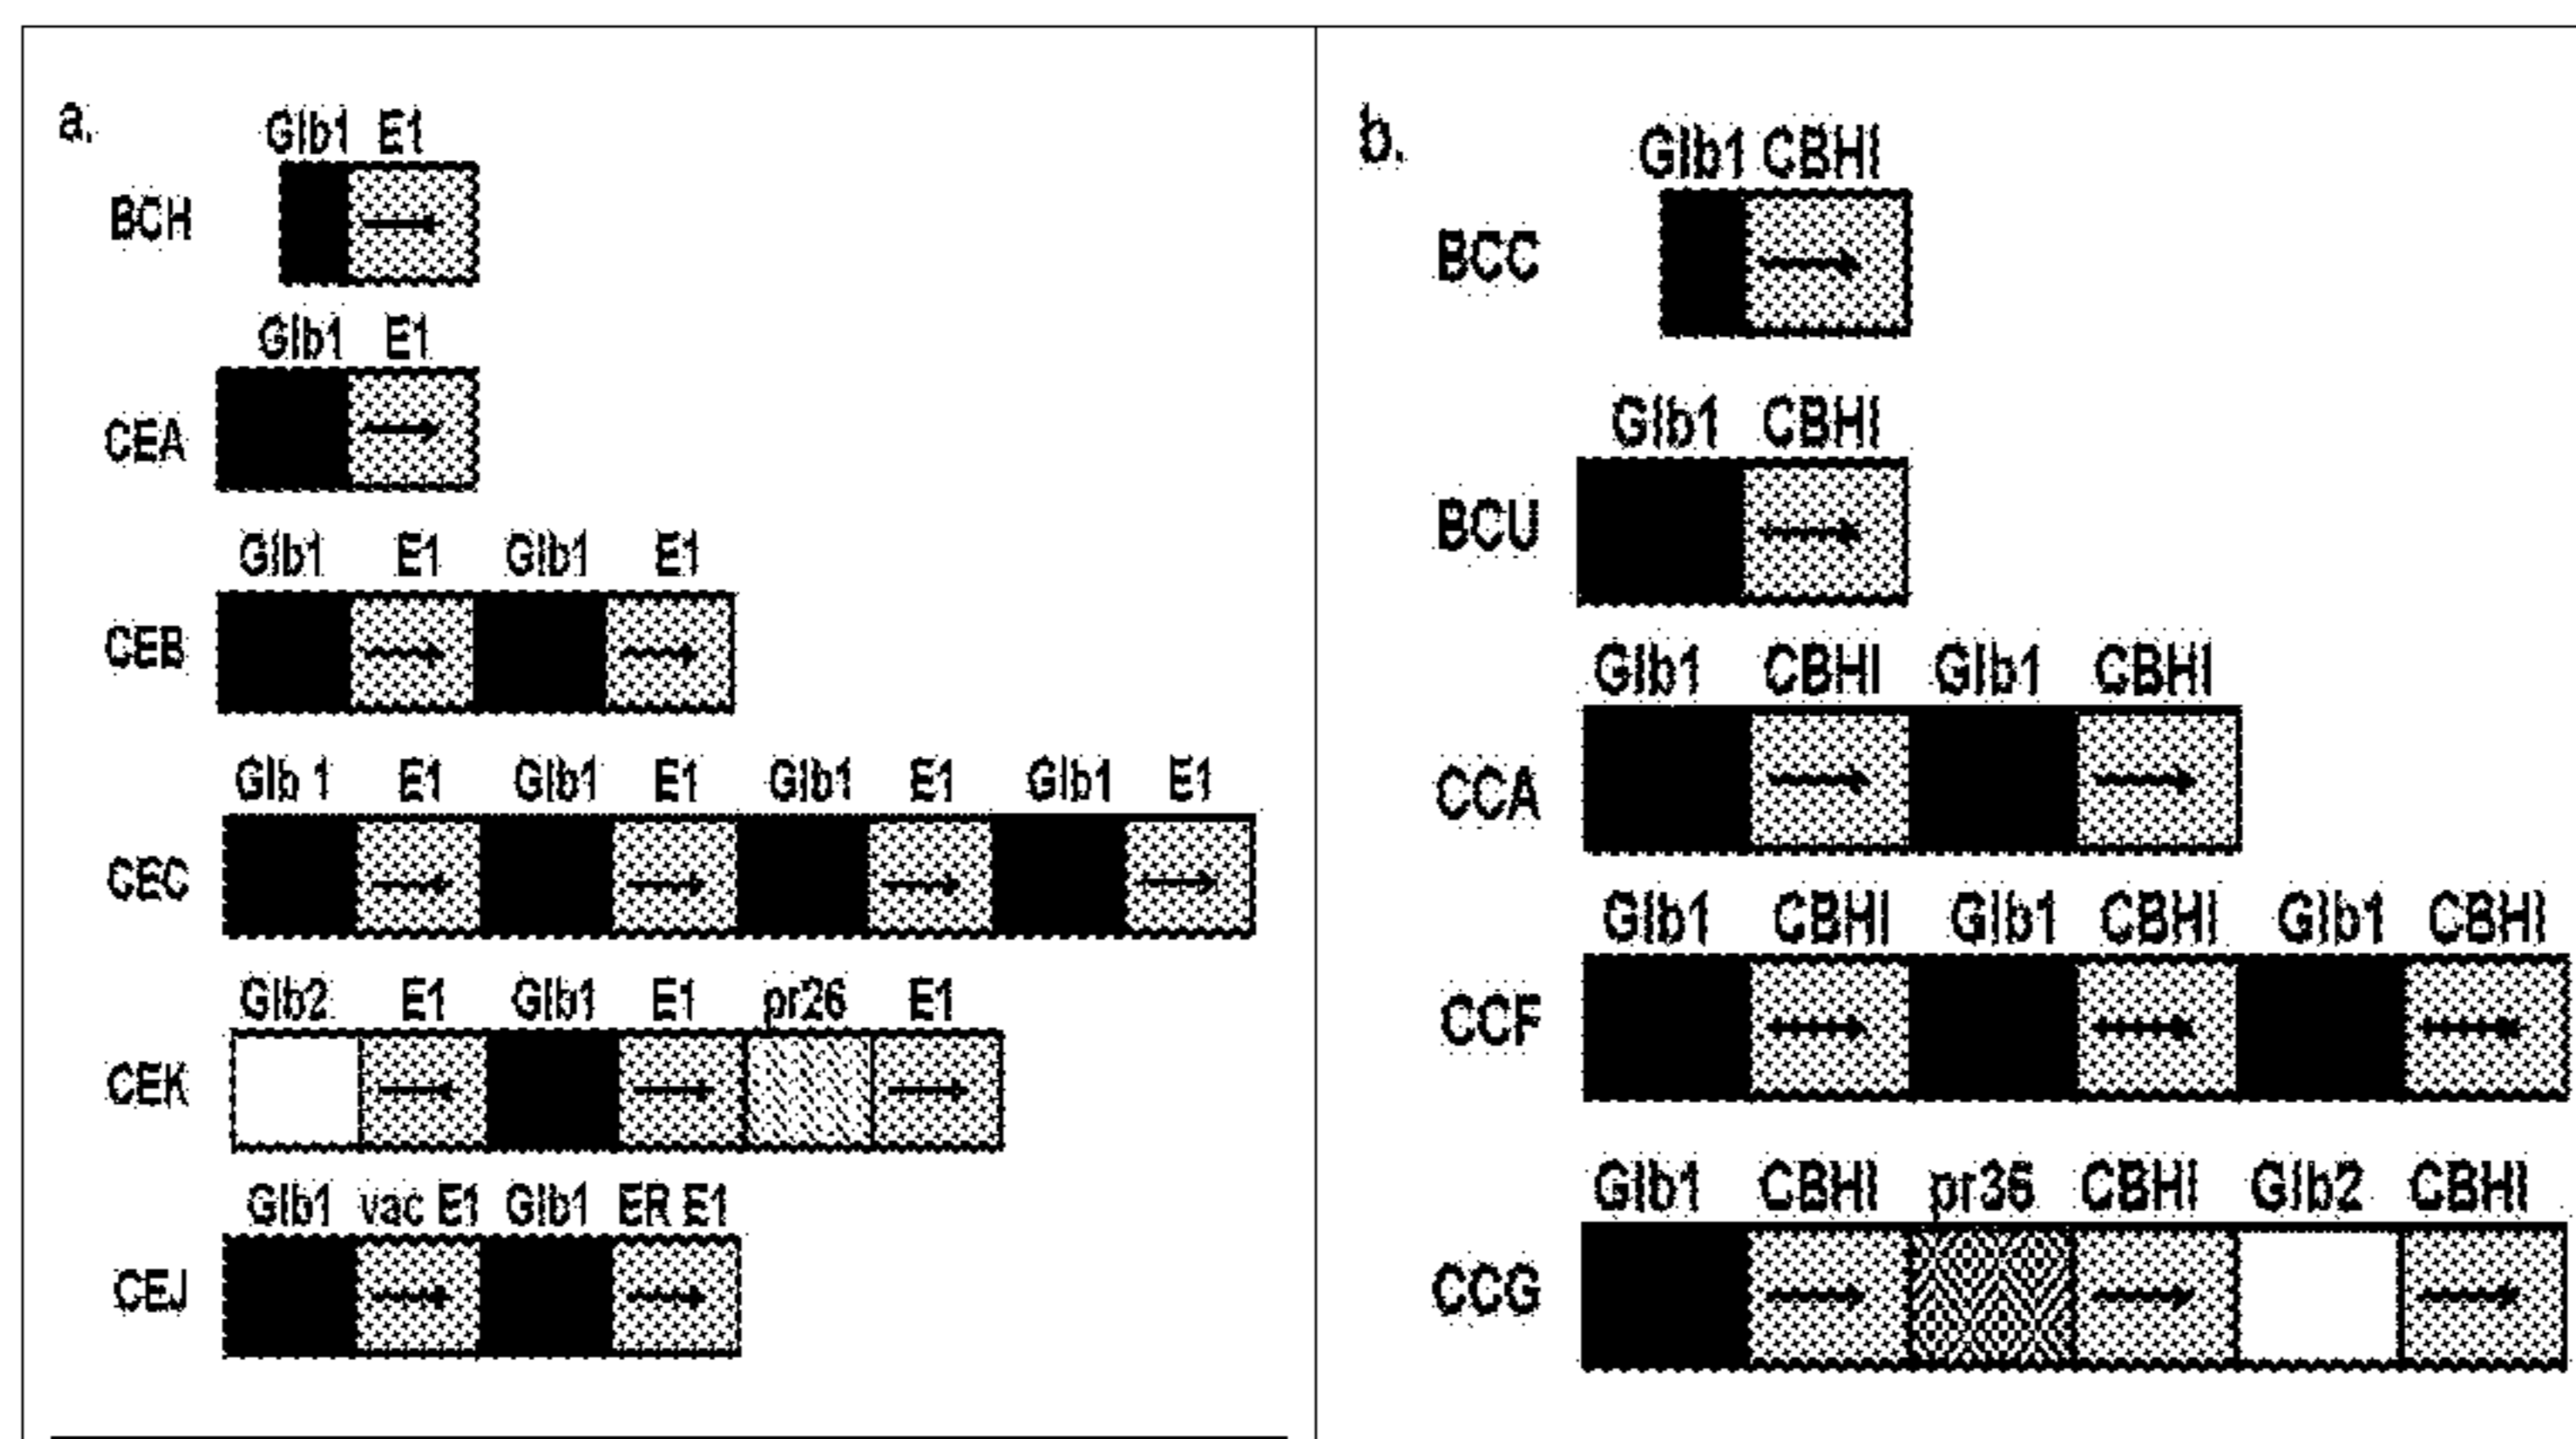 a.
Glb1 E1
BCH
Glb1 E1
CEA
Glb1 E1 Glb1 E1
CEB
Glb 1 E1 Glb1 E1 Glb1 E1 Glb1 E1
CEC
Glb2 E1 Glb1 E1 pr26 E1
CEK
Glb1 vac E1 Glb1 ER E1
CEJ
b.
Glb1 CBHI
BCC
Glb1 CBHI
BCU
Glb1 CBHI Glb1 CBHI
CCA
Glb1 CBHI Glb1 CBHI Glb1 CBHI
CCF
Glb1 CBHI pr36 CBHI Glb2 CBHI
CCG